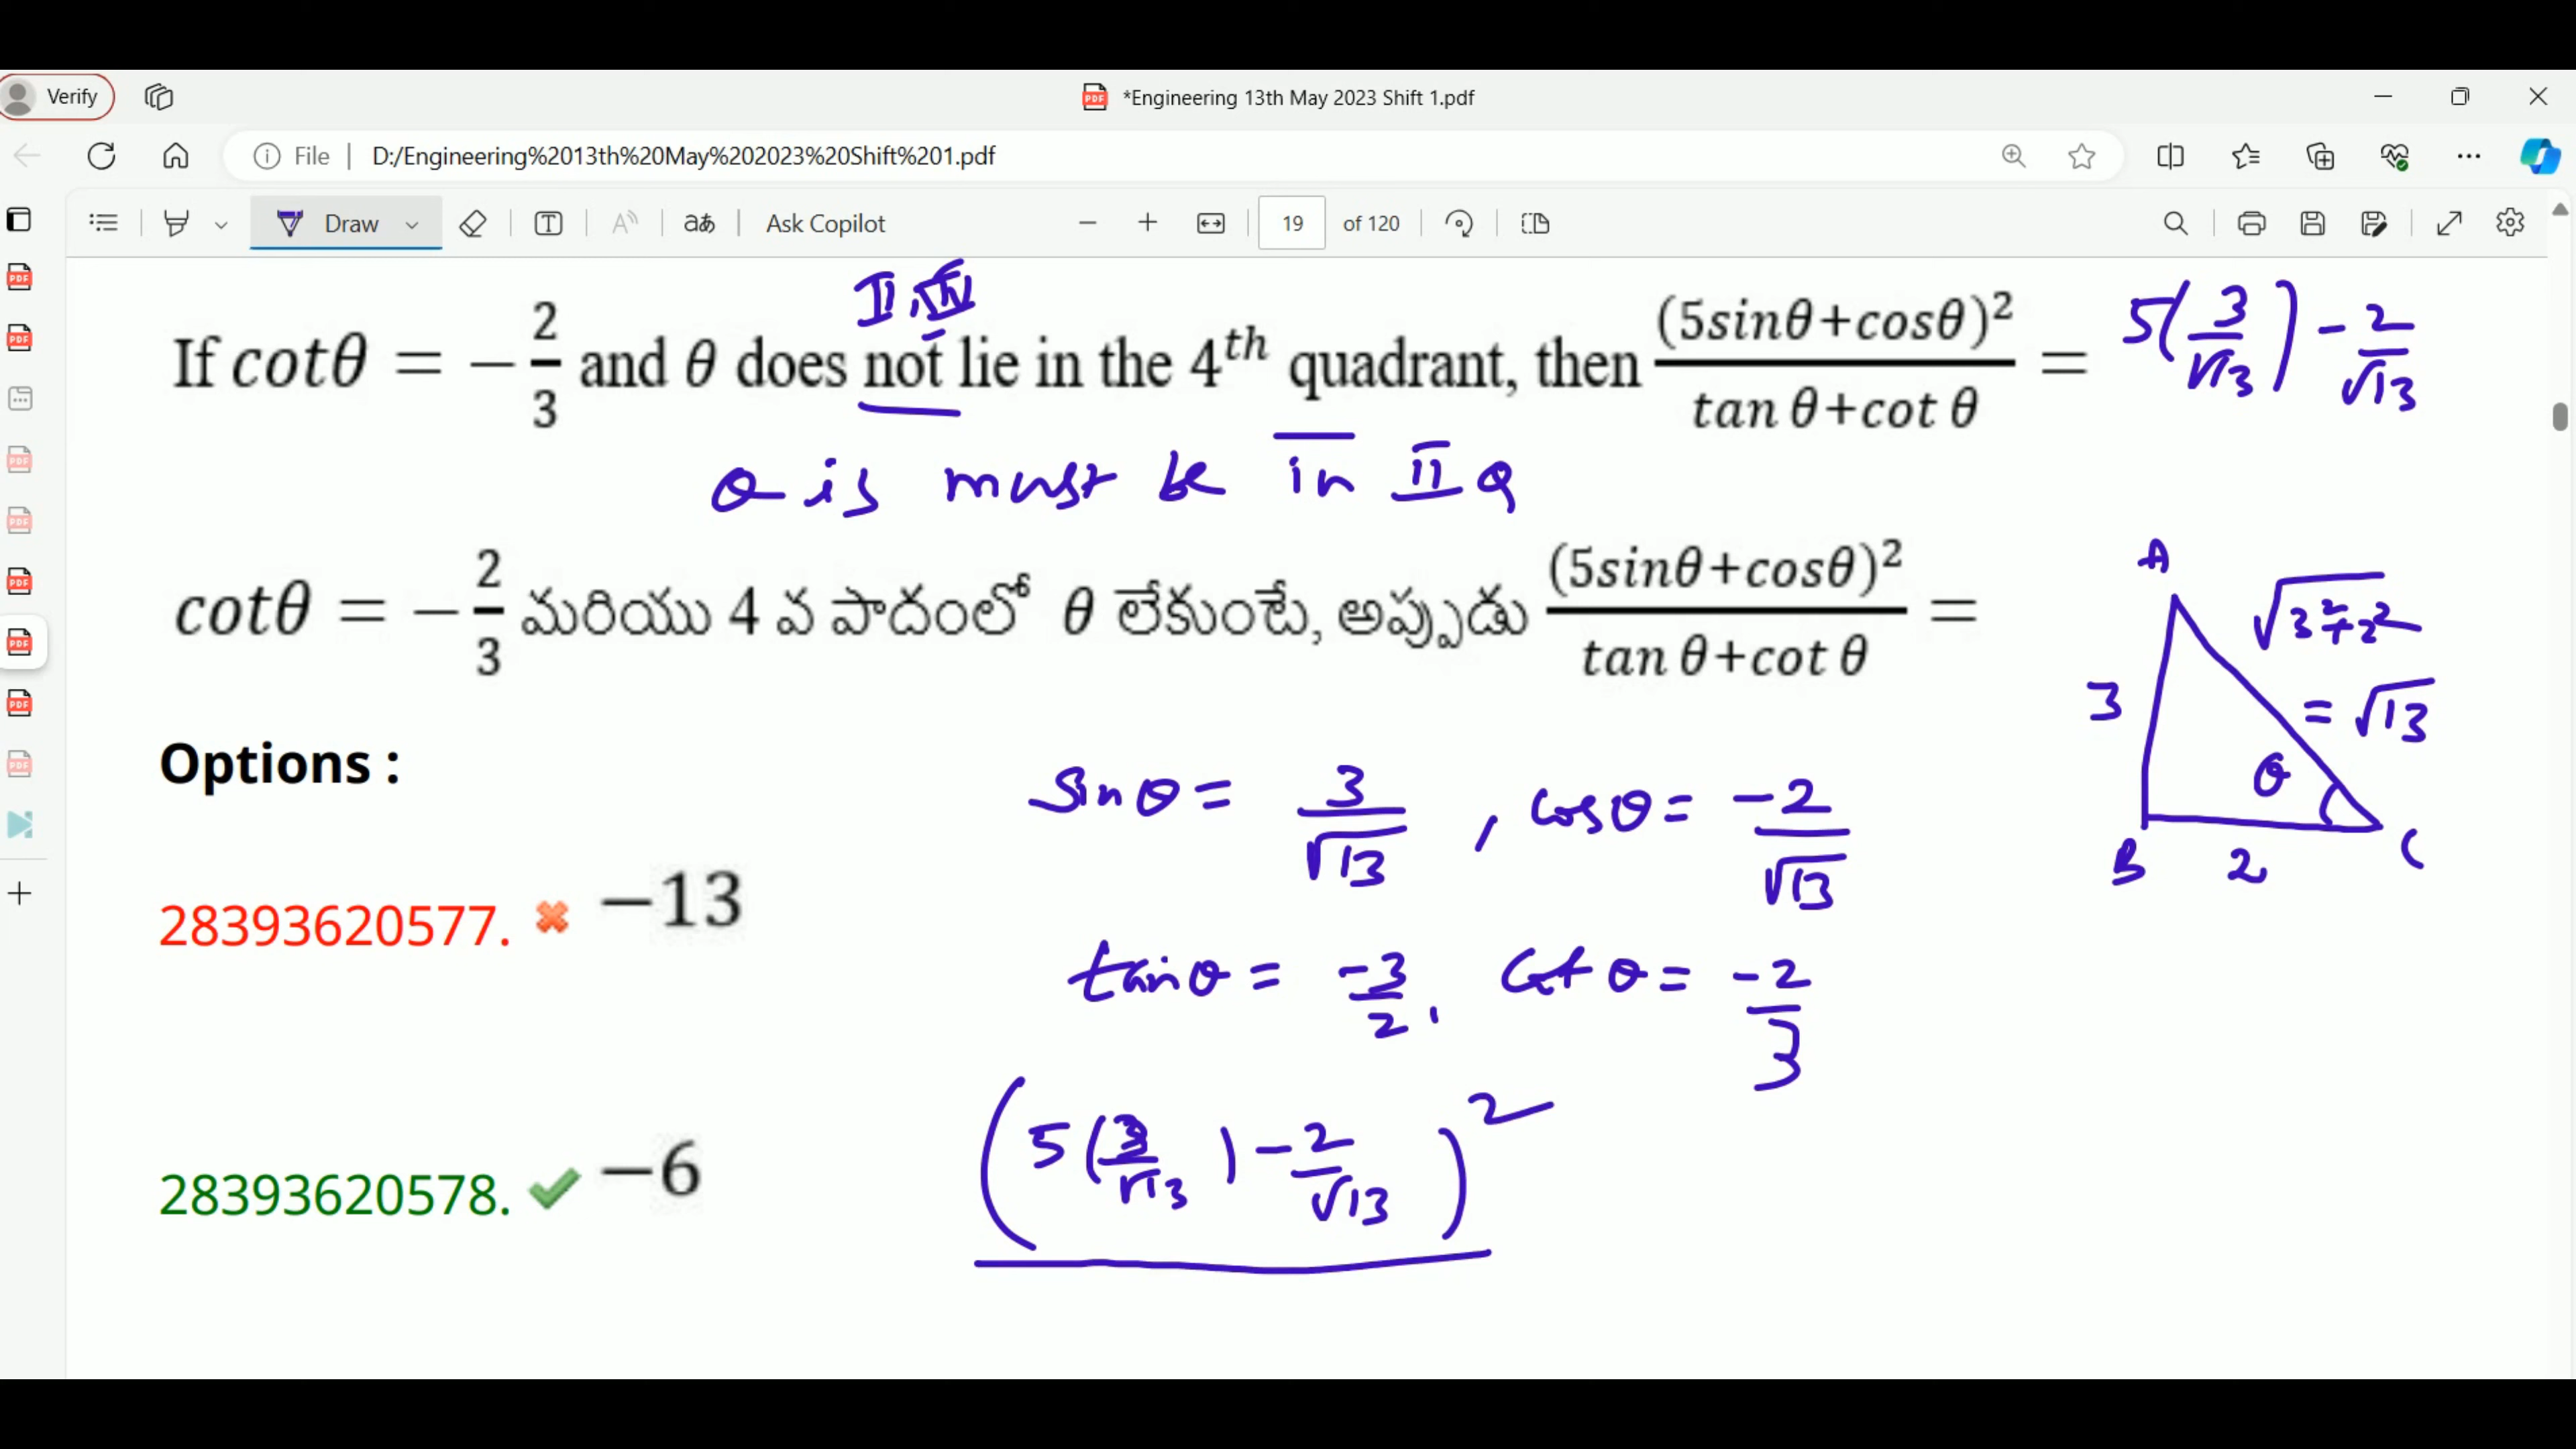 Verify
*Engineering 13th May 2023 Shift 1.pdf
File | D:/Engineering%2013th%20May%202023%20Shift%201.pdf
Draw Ask Copilot 19 of 120
II, IV
If cotθ = −2/3 and θ does not lie in the 4th quadrant, then (5sinθ+cosθ)²/(tan θ+cot θ) = 5(3/√13) − 2/√13
θ is must be in II Q
cotθ = −2/3 మరియు 4 వ పాదంలో θ లేకుంటే, అప్పుడు (5sinθ+cosθ)²/(tan θ+cot θ) =
A
√3²+2²
3 = √13
θ
B 2 C
Options :
sin θ = 3/√13 , cos θ = −2/√13
28393620577. ✖ −13
tan θ = −3/2, cot θ = −2/3
(5(3/√13) − 2/√13)²
28393620578. ✔ −6